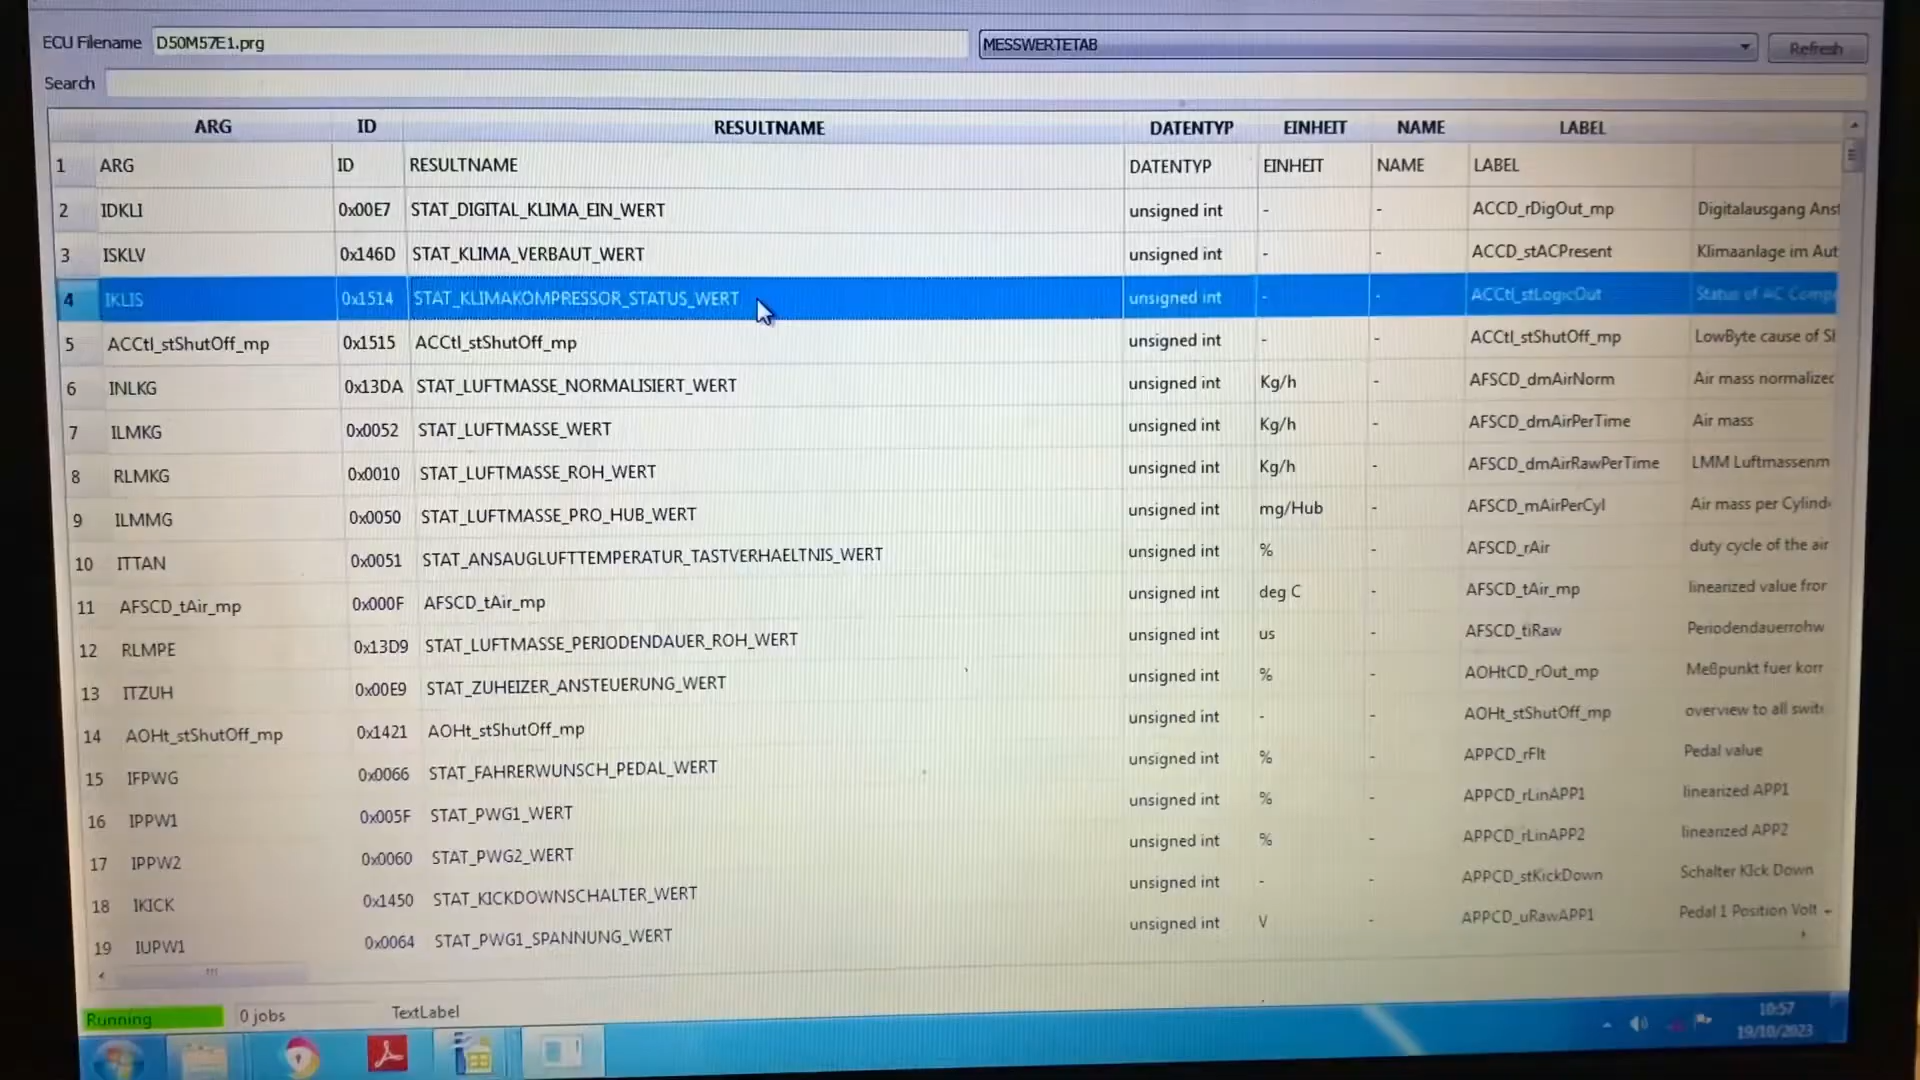 ECU Filename D50M57E1.prg MESSWERTETAB Refresh
Search
ARG ID RESULTNAME DATENTYP EINHEIT NAME LABEL
1 ARG ID RESULTNAME DATENTYP EINHEIT NAME LABEL
2 IDKLI 0x00E7 STAT_DIGITAL_KLIMA_EIN_WERT unsigned int - - ACCD_rDigOut_mp Digitalausgang
3 ISKLV 0x146D STAT_KLIMA_VERBAUT_WERT unsigned int - - ACCD_stACPresent Klimaanlage im Aut
4 IKLIS 0x1514 STAT_KLIMAKOMPRESSOR_STATUS_WERT unsigned int - - ACCtl_stLogicOut Status of AC Comp
5 ACCtl_stShutOff_mp 0x1515 ACCtl_stShutOff_mp unsigned int - - ACCtl_stShutOff_mp LowByte cause of
6 INLKG 0x13DA STAT_LUFTMASSE_NORMALISIERT_WERT unsigned int Kg/h - AFSCD_dmAirNorm Air mass normalized
7 ILMKG 0x0052 STAT_LUFTMASSE_WERT unsigned int Kg/h - AFSCD_dmAirPerTime Air mass
8 RLMKG 0x0010 STAT_LUFTMASSE_ROH_WERT unsigned int Kg/h - AFSCD_dmAirRawPerTime LMM Luftmassenm
9 ILMMG 0x0050 STAT_LUFTMASSE_PRO_HUB_WERT unsigned int mg/Hub - AFSCD_mAirPerCyl Air mass per Cylind
10 ITTAN 0x0051 STAT_ANSAUGLUFTTEMPERATUR_TASTVERHAELTNIS_WERT unsigned int % - AFSCD_rAir duty cycle of the air
11 AFSCD_tAir_mp 0x000F AFSCD_tAir_mp unsigned int deg C - AFSCD_tAir_mp linearized value fror
12 RLMPE 0x13D9 STAT_LUFTMASSE_PERIODENDAUER_ROH_WERT unsigned int us - AFSCD_tiRaw Periodendauerrohw
13 ITZUH 0x00E9 STAT_ZUHEIZER_ANSTEUERUNG_WERT unsigned int % - AOHtCD_rOut_mp Meßpunkt fuer korr
14 AOHt_stShutOff_mp 0x1421 AOHt_stShutOff_mp unsigned int - - AOHt_stShutOff_mp overview to all
15 IFPWG 0x0066 STAT_FAHRERWUNSCH_PEDAL_WERT unsigned int % - APPCD_rFlt Pedal value
16 IPPW1 0x005F STAT_PWG1_WERT unsigned int % - APPCD_rLinAPP1 linearized APP1
17 IPPW2 0x0060 STAT_PWG2_WERT unsigned int % - APPCD_rLinAPP2 linearized APP2
18 IKICK 0x1450 STAT_KICKDOWNSCHALTER_WERT unsigned int - - APPCD_stKickDown Schalter KIck Down
19 IUPW1 0x0064 STAT_PWG1_SPANNUNG_WERT unsigned int V - APPCD_uRawAPP1 Pedal 1 Position Volt
Running 0 jobs TextLabel
10:57
19/10/2023